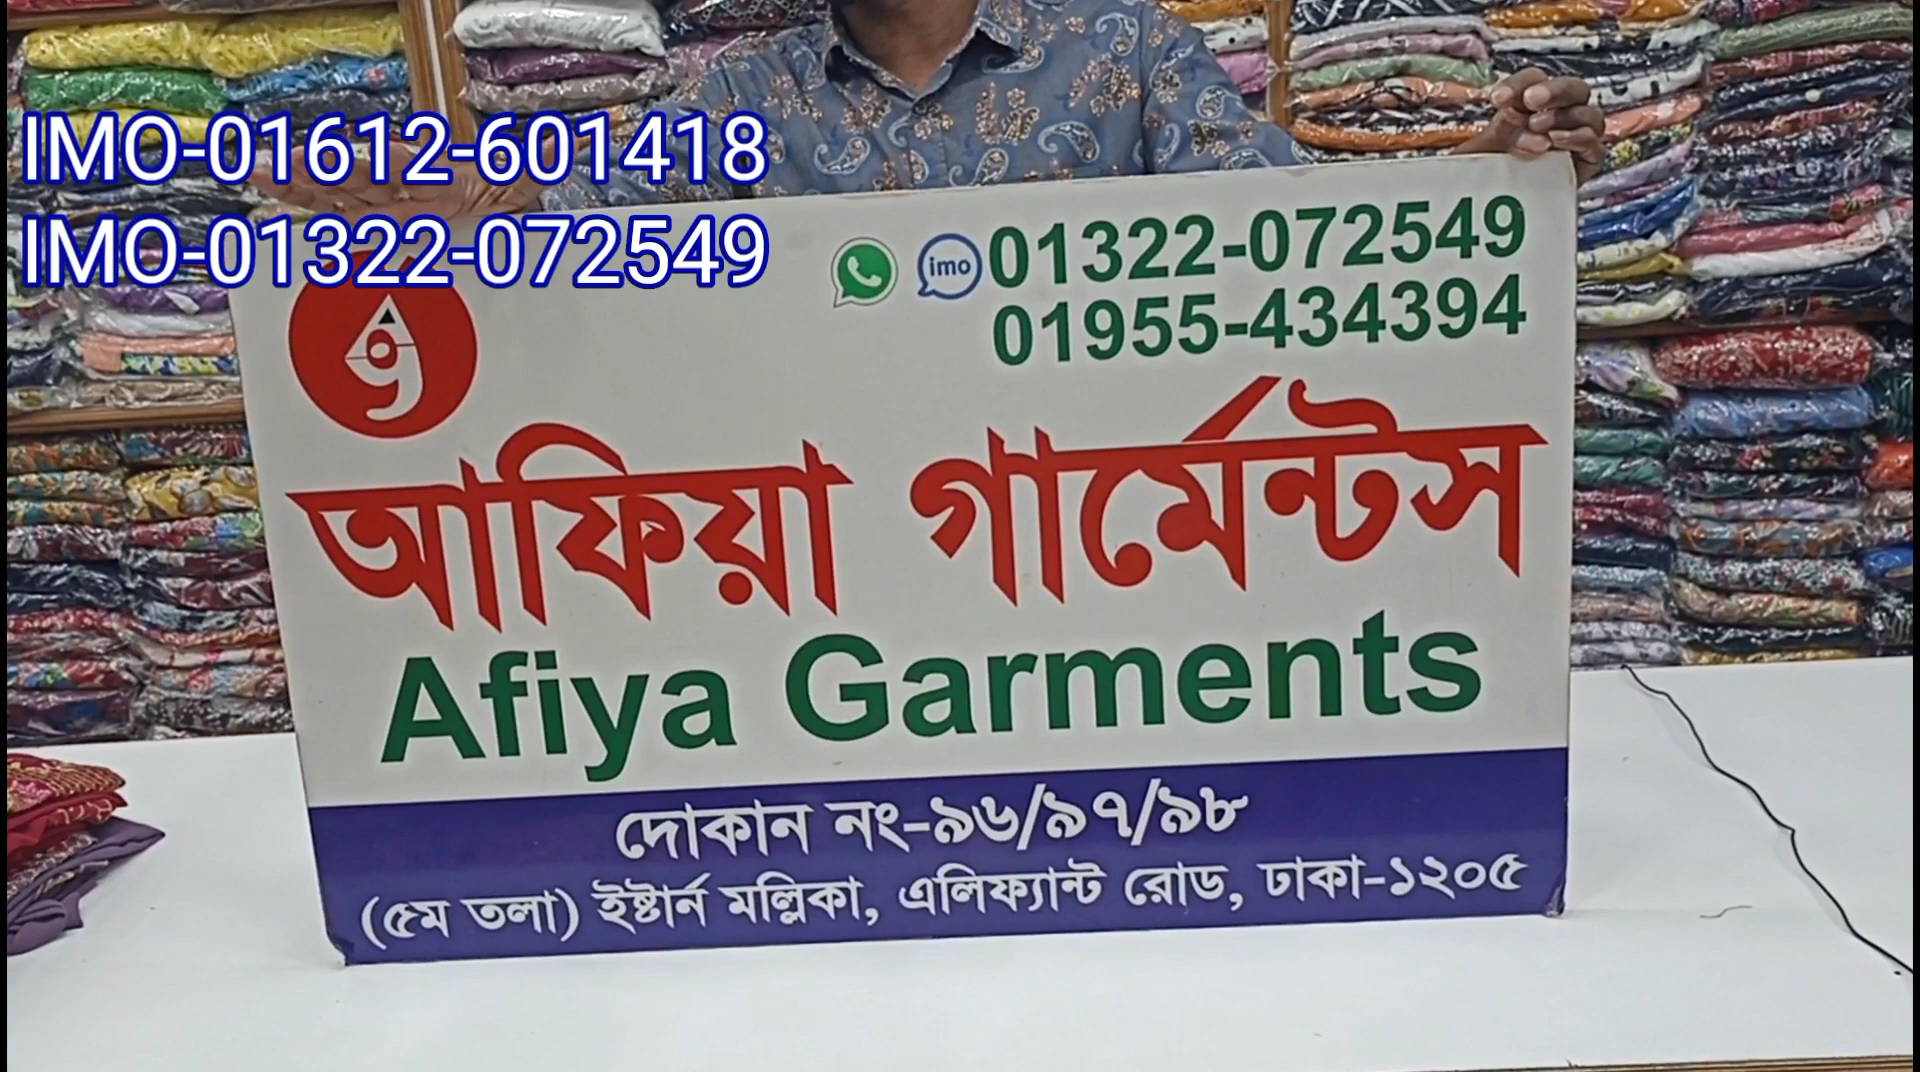 IMO-01612-601418
IMO-01322-072549
imo 01322-072549
01955-434394
আফিয়া গার্মেন্টস
Afiya Garments
দোকান নং-৯৬/৯৭/৯৮
(৫ম তলা) ইষ্টার্ন মল্লিকা, এলিফ্যান্ট রোড, ঢাকা-১২০৫